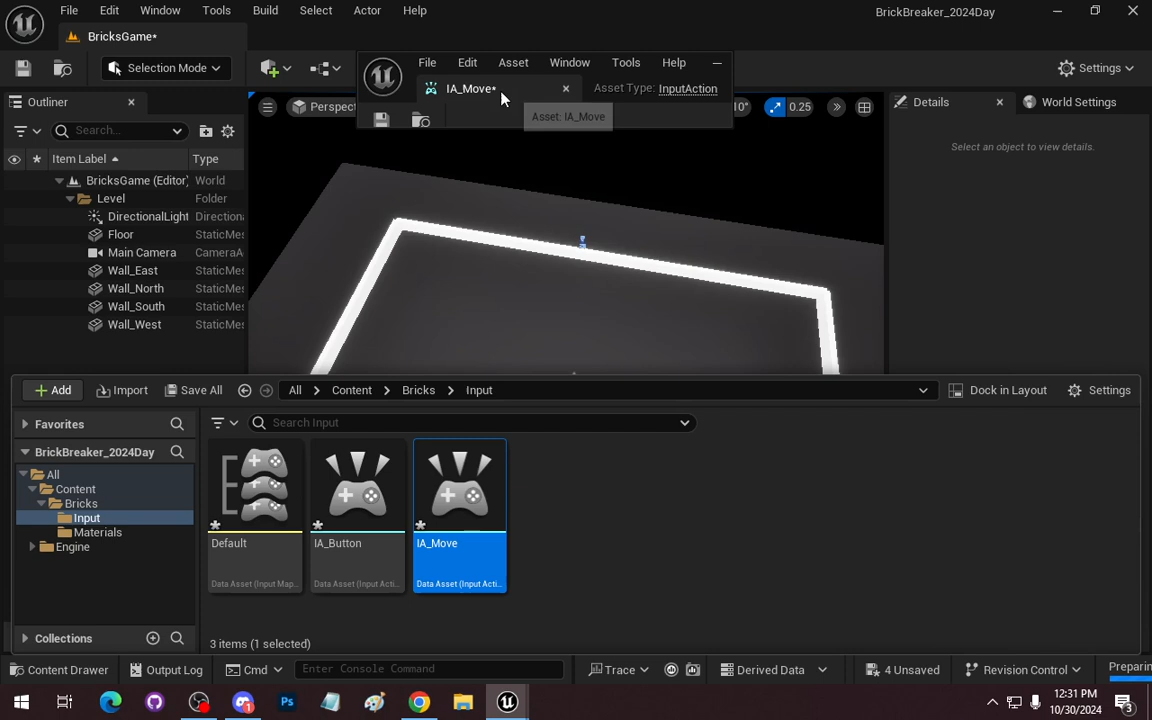 File Edit Window Tools Build Select Actor Help
BrickBreaker_2024Day
BricksGame*
Selection Mode
Settings
File Edit Asset Window Tools Help
IA_Move*
Asset Type: InputAction
Asset: IA_Move
Outliner
Search...
Perspect
10°
0.25
Details
World Settings
Select an object to view details.
Item Label
Type
BricksGame (Editor) World
Level Folder
DirectionalLight Directiona
Floor StaticMes
Main Camera CameraA
Wall_East StaticMes
Wall_North StaticMes
Wall_South StaticMes
Wall_West StaticMes
Add
Import
Save All
All > Content > Bricks > Input
Dock in Layout
Settings
Favorites
Search Input
BrickBreaker_2024Day
All
Content
Bricks
Input
Materials
Engine
Default
Data Asset (Input Map...
IA_Button
Data Asset (Input Acti...
IA_Move
Data Asset (Input Acti...
Collections
3 items (1 selected)
Content Drawer
Output Log
Cmd
Enter Console Command
Trace
Derived Data
4 Unsaved
Revision Control
Preparin
Ps
12:31 PM
10/30/2024
3